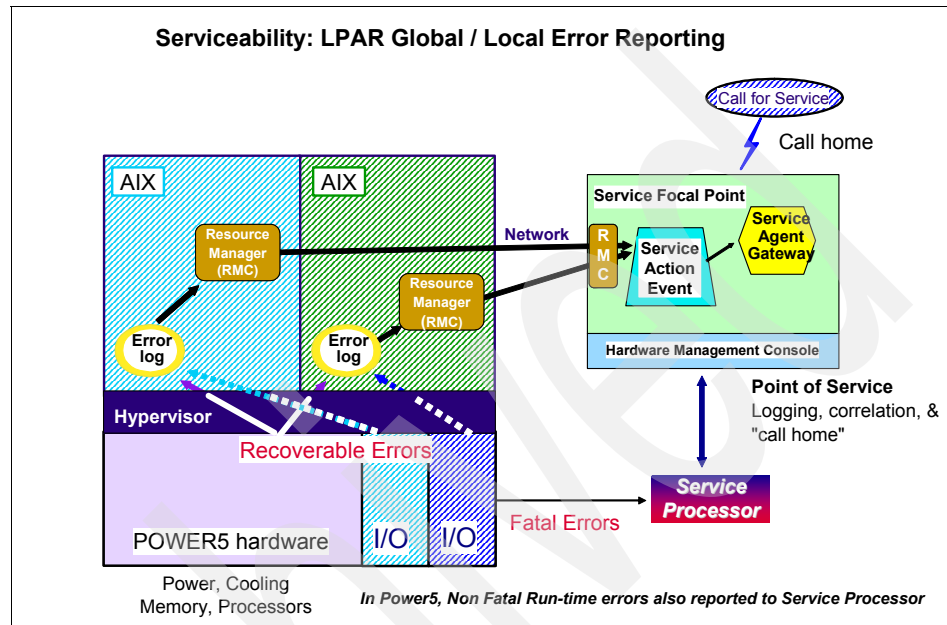 Serviceability: LPAR Global / Local Error Reporting
Call for Service
Call home
AIX
AIX
Service Focal Point
Resource
Manager
(RMC)
Network
R
M
C
Service
Action
Event
Service
Agent
Gateway
Resource
Manager
(RMC)
Error
log
Error
log
Hardware Management Console
Hypervisor
Point of Service
Logging, correlation, &
"call home"
Recoverable Errors
Service
Processor
Fatal Errors
POWER5 hardware
I/O
I/O
Power, Cooling
Memory, Processors
In Power5, Non Fatal Run-time errors also reported to Service Processor